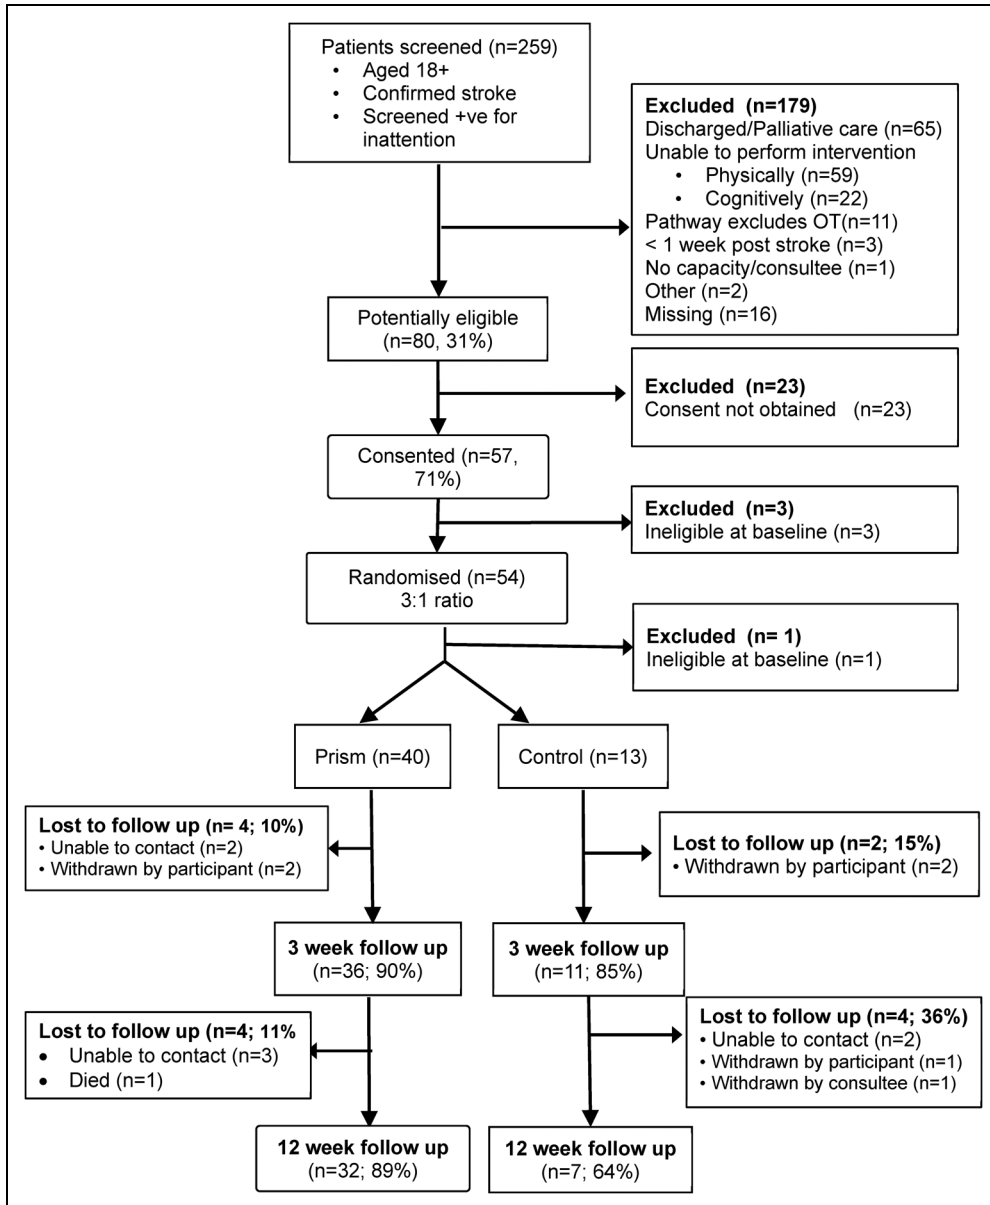 Patients screened (n=259)
• Aged 18+
• Confirmed stroke
• Screened +ve for
inattention
Excluded (n=179)
Discharged/Palliative care (n=65)
Unable to perform intervention
• Physically (n=59)
• Cognitively (n=22)
Pathway excludes OT(n=11)
< 1 week post stroke (n=3)
No capacity/consultee (n=1)
Other (n=2)
Missing (n=16)
Potentially eligible
(n=80, 31%)
Excluded (n=23)
Consent not obtained (n=23)
Consented (n=57,
71%)
Excluded (n=3)
Ineligible at baseline (n=3)
Randomised (n=54)
3:1 ratio
Excluded (n= 1)
Ineligible at baseline (n=1)
Prism (n=40)
Control (n=13)
Lost to follow up (n= 4; 10%)
• Unable to contact (n=2)
• Withdrawn by participant (n=2)
Lost to follow up (n=2; 15%)
• Withdrawn by participant (n=2)
3 week follow up
(n=36; 90%)
3 week follow up
(n=11; 85%)
Lost to follow up (n=4; 11%
• Unable to contact (n=3)
• Died (n=1)
Lost to follow up (n=4; 36%)
• Unable to contact (n=2)
• Withdrawn by participant (n=1)
• Withdrawn by consultee (n=1)
12 week follow up
(n=32; 89%)
12 week follow up
(n=7; 64%)